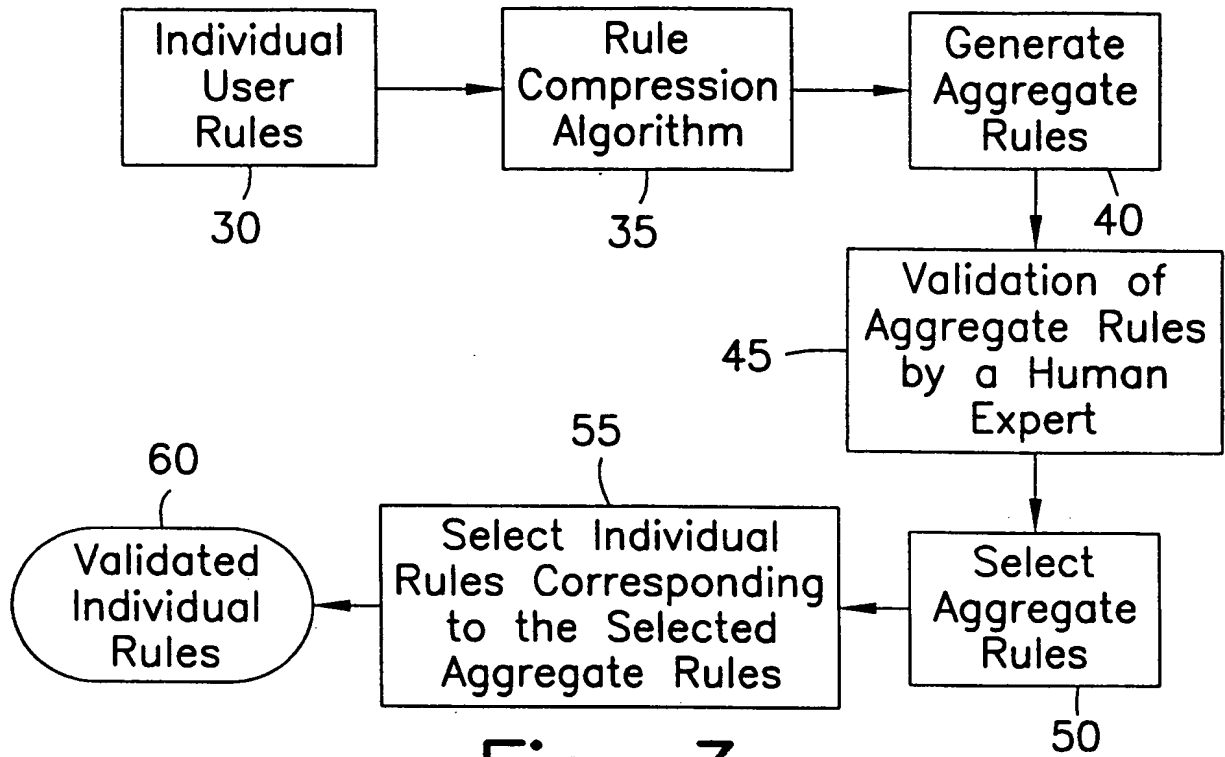 Individual
User
Rules
30
Rule
Compression
Algorithm
35
Generate
Aggregate
Rules
40
Validation of
Aggregate Rules
by a Human
Expert
45
Select
Aggregate
Rules
50
55
Select Individual
Rules Corresponding
to the Selected
Aggregate Rules
60
Validated
Individual
Rules